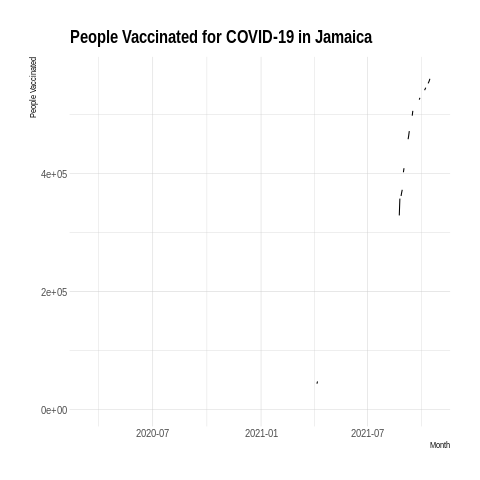 People Vaccinated for COVID-19 in Jamaica
People Vaccinated
4e+05
2e+05
0e+00
2020-07
2021-01
2021-07
Month